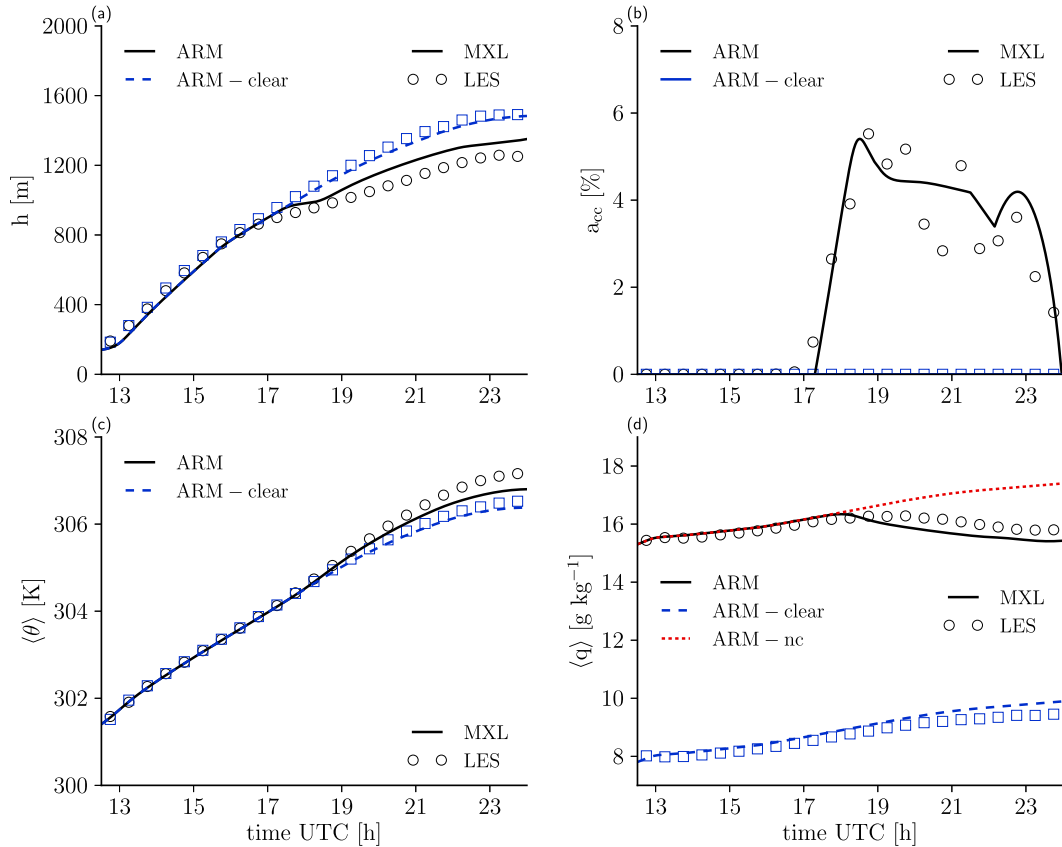 (a)
2000
1600
1200
800
400
0
h [m]
ARM
ARM − clear
MXL
LES
13 15 17 19 21 23
(b)
8
6
4
2
0
a_cc [%]
ARM
ARM − clear
MXL
LES
13 15 17 19 21 23
(c)
308
306
304
302
300
⟨θ⟩ [K]
ARM
ARM − clear
MXL
LES
13 15 17 19 21 23
time UTC [h]
(d)
18
16
14
12
10
8
⟨q⟩ [g kg⁻¹]
ARM
ARM − clear
ARM − nc
MXL
LES
13 15 17 19 21 23
time UTC [h]